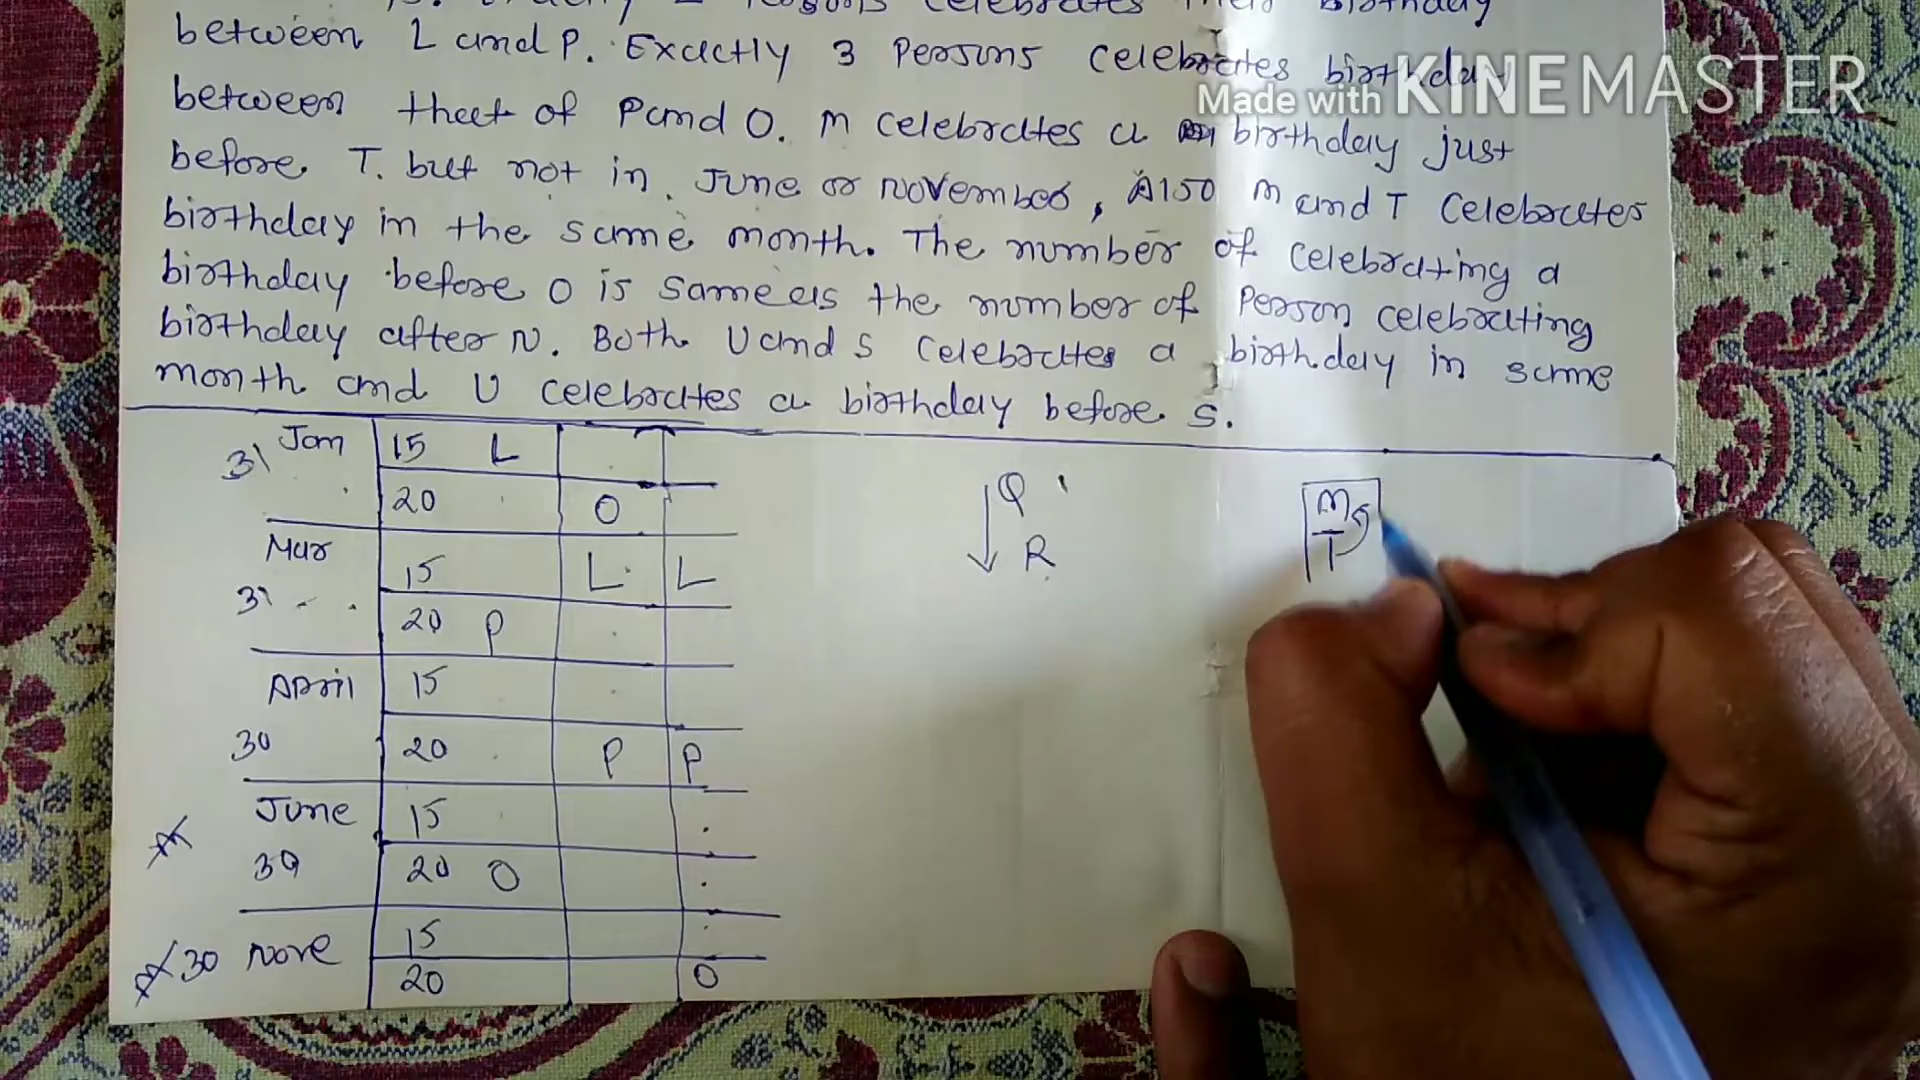 celebrates their birthday
between L and P. Exactly 3 Persons celebrates birthday
between that of P and O. M celebrates a birthday just
before T. but not in June or November, Also M and T Celebrates
birthday in the same month. The number of celebrating a
birthday before O is same as the number of Person celebrating
birthday after N. Both U and S celebrates a birthday in same
month and U celebrates a birthday before S.
Made with KINEMASTER
31 Jan 15 L
20 O
Mar 15 L L
31 20 P
April 15
30 20 P P
June 15
30 20 O
30 Nove 15
20 O
Q
R
M
T